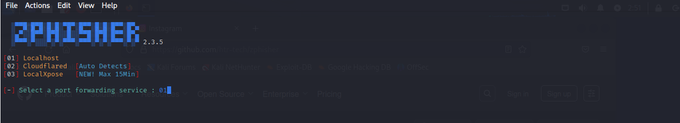 File Actions Edit View Help
ZPHISHER 2.3.5
[01] Localhost
[02] Cloudflared [Auto Detects]
[03] LocalXpose [NEW! Max 15Min]
[-] Select a port forwarding service : 01